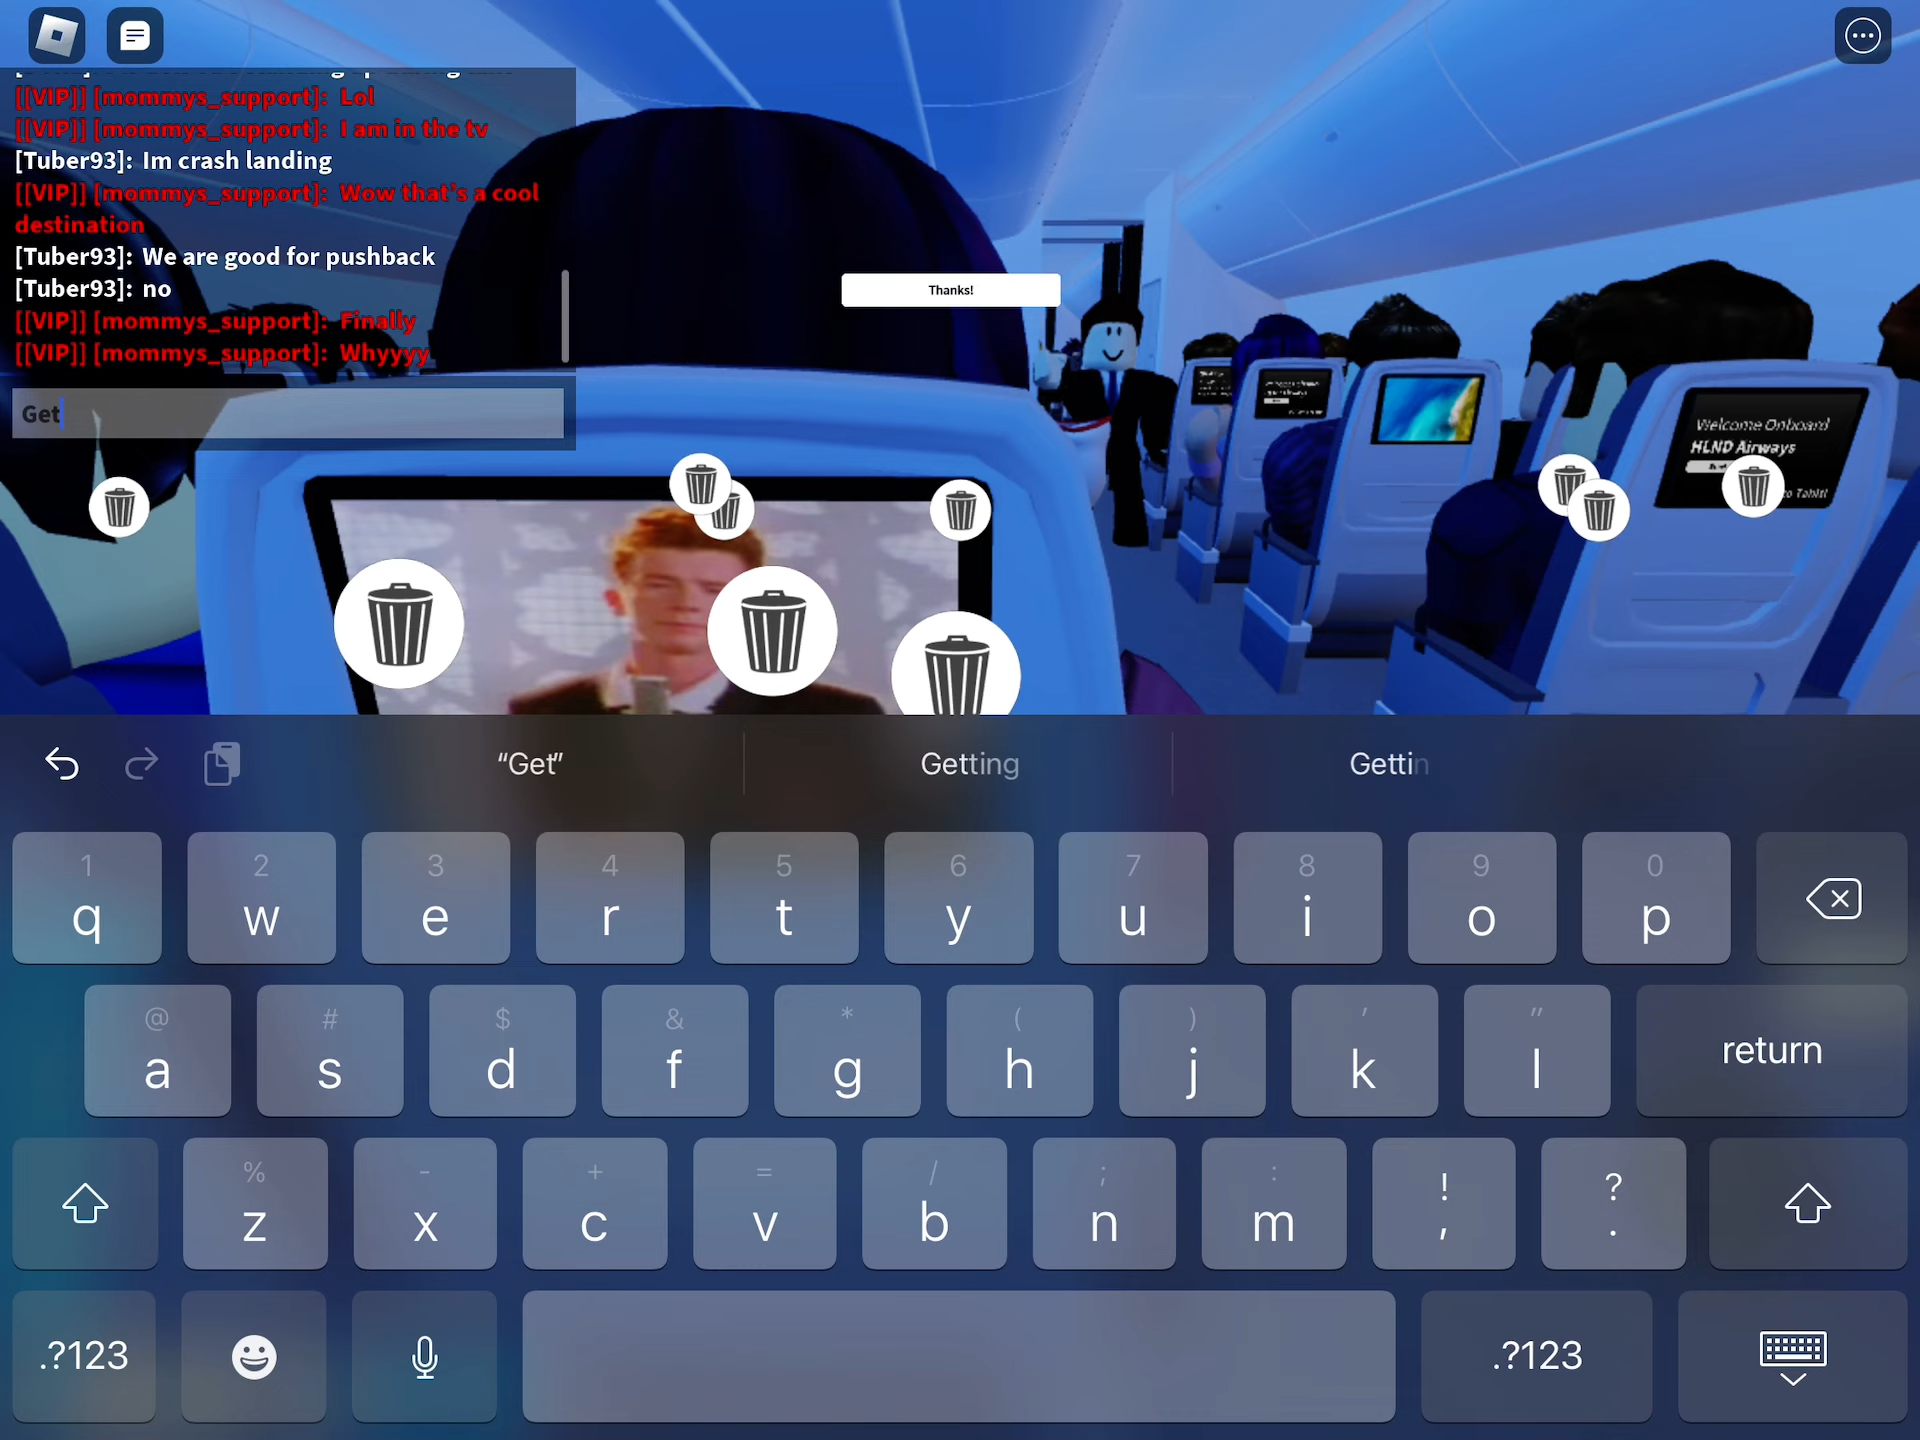 [[VIP]] [mommys_support]: Lol
[[VIP]] [mommys_support]: I am in the tv
[Tuber93]: Im crash landing
[[VIP]] [mommys_support]: Wow that's a cool
destination
[Tuber93]: We are good for pushback
[Tuber93]: no
[[VIP]] [mommys_support]: Finally
[[VIP]] [mommys_support]: Whyyyy
Get
Thanks!
Welcome Onboard
HLND Airways
to Tahiti
“Get” Getting Gettin
1 2 3 4 5 6 7 8 9 0
q w e r t y u i o p
@ # $ & * ( ) ' "
a s d f g h j k l return
% - + = / ; : ! ?
z x c v b n m , .
.?123 .?123